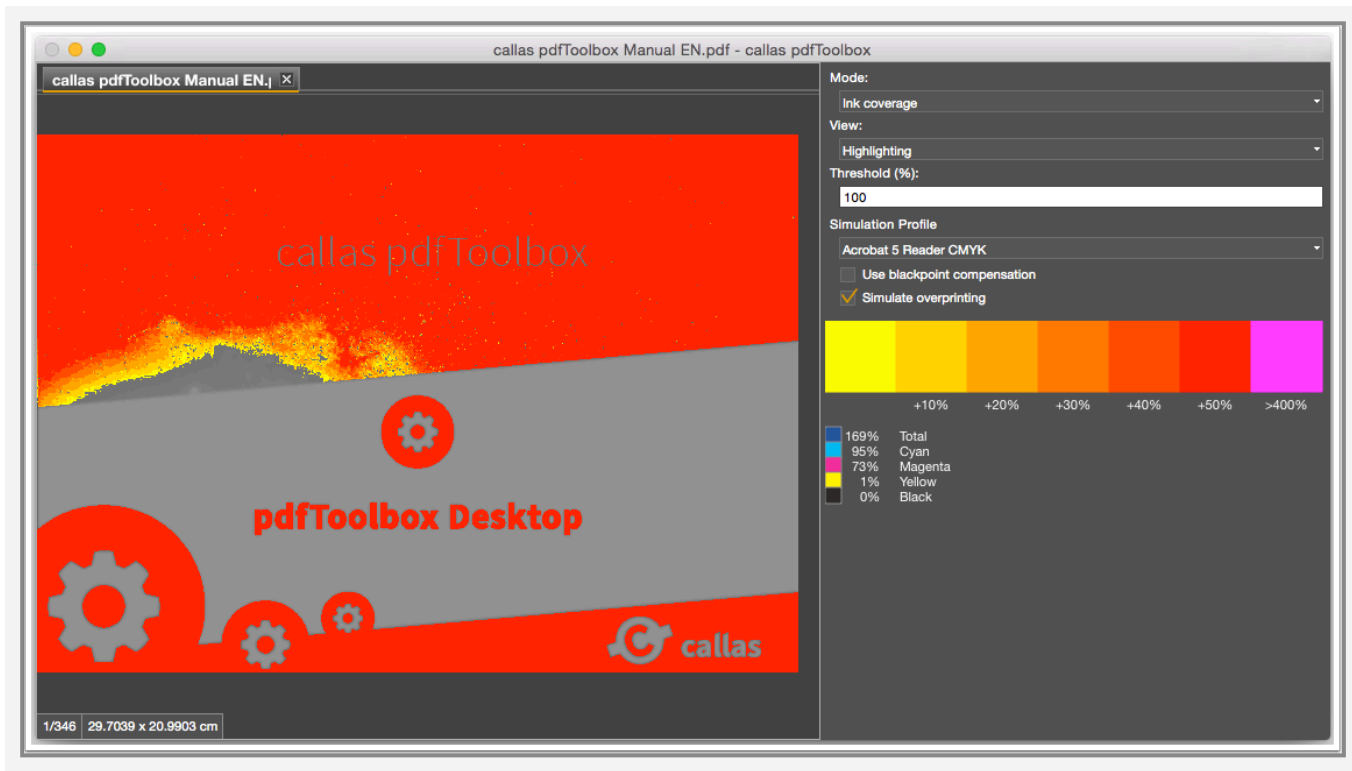 callas pdfToolbox Manual EN.pdf - callas pdfToolbox
callas pdfToolbox Manual EN.p
callas pdfToolbox
pdfToolbox Desktop
callas
1/346 29.7039 x 20.9903 cm
Mode:
Ink coverage
View:
Highlighting
Threshold (%):
100
Simulation Profile
Acrobat 5 Reader CMYK
Use blackpoint compensation
Simulate overprinting
+10% +20% +30% +40% +50% >400%
169% Total
95% Cyan
73% Magenta
1% Yellow
0% Black